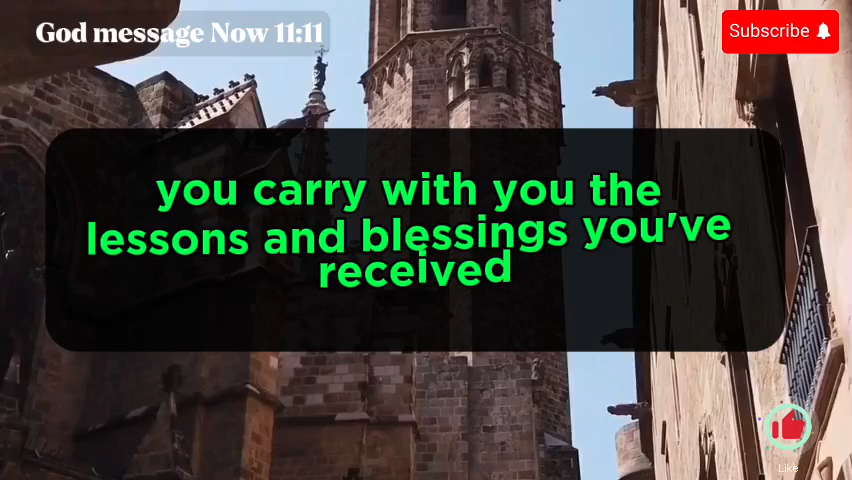 God message Now 11:11
Subscribe
you carry with you the
lessons and blessings you've
received
Like